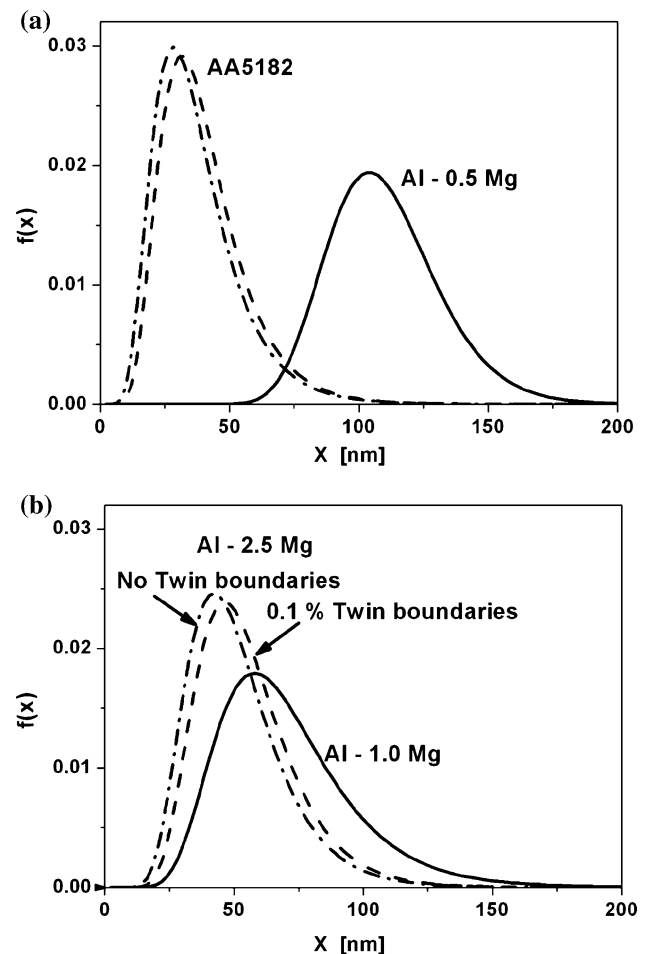 (a)
0.03
AA5182
0.02
Al - 0.5 Mg
f(x)
0.01
0.00
0 50 100 150 200
X [nm]
(b)
0.03
Al - 2.5 Mg
No Twin boundaries
0.1 % Twin boundaries
0.02
f(x)
Al - 1.0 Mg
0.01
0.00
0 50 100 150 200
X [nm]